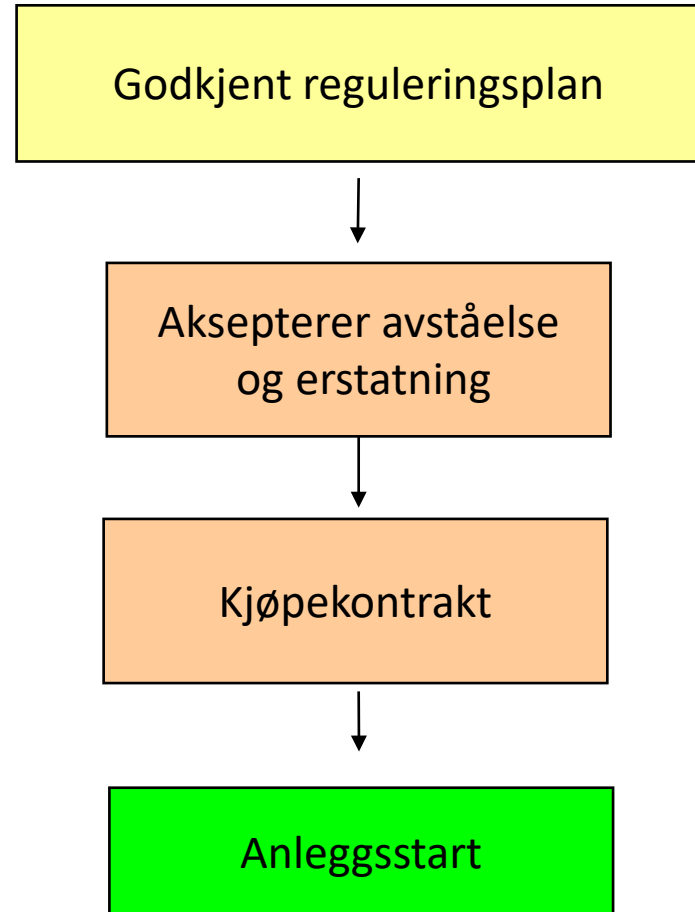 Godkjent reguleringsplan
Aksepterer avståelse
og erstatning
Kjøpekontrakt
Anleggsstart